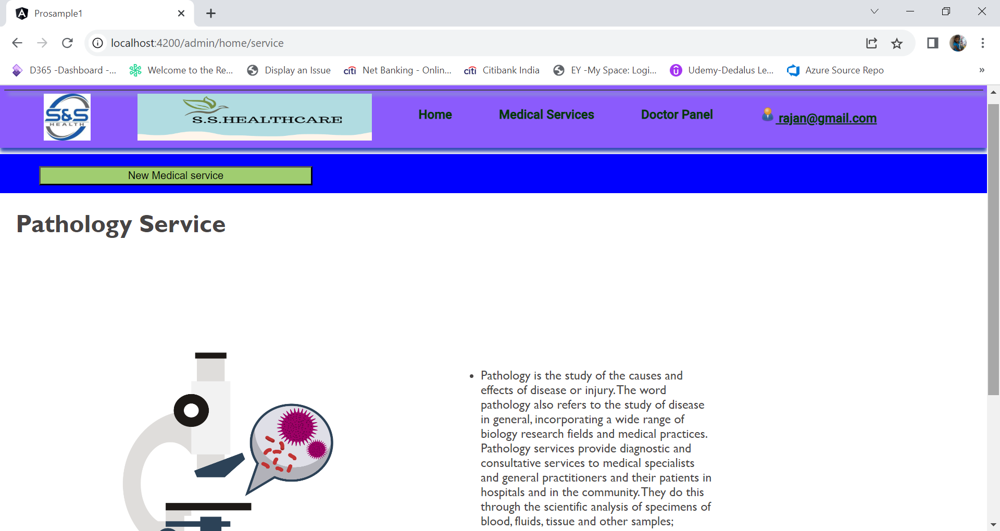 Prosample1
localhost:4200/admin/home/service
D365 -Dashboard -... Welcome to the Re... Display an Issue citi Net Banking - Onlin... citi Citibank India EY -My Space: Logi... Udemy-Dedalus Le... Azure Source Repo »
S&S
HEALTH
S.S.HEALTHCARE
Home Medical Services Doctor Panel rajan@gmail.com
New Medical service
Pathology Service
• Pathology is the study of the causes and
effects of disease or injury. The word
pathology also refers to the study of disease
in general, incorporating a wide range of
biology research fields and medical practices.
Pathology services provide diagnostic and
consultative services to medical specialists
and general practitioners and their patients in
hospitals and in the community. They do this
through the scientific analysis of specimens of
blood, fluids, tissue and other samples;